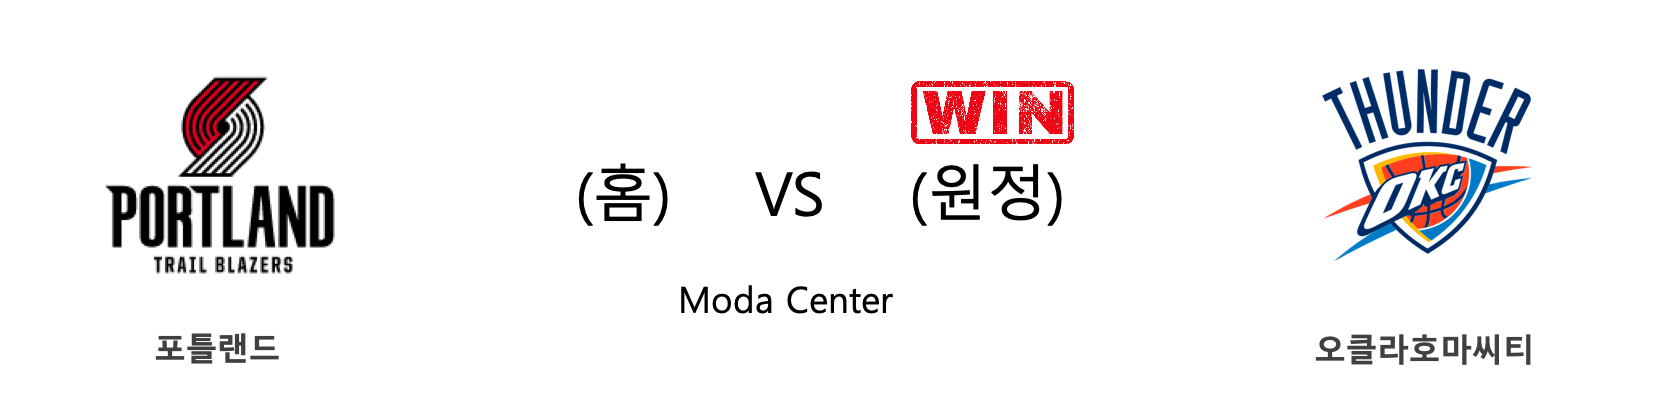 PORTLAND
TRAIL BLAZERS
포틀랜드
WIN
(홈) VS (원정)
Moda Center
THUNDER
OKC
오클라호마씨티